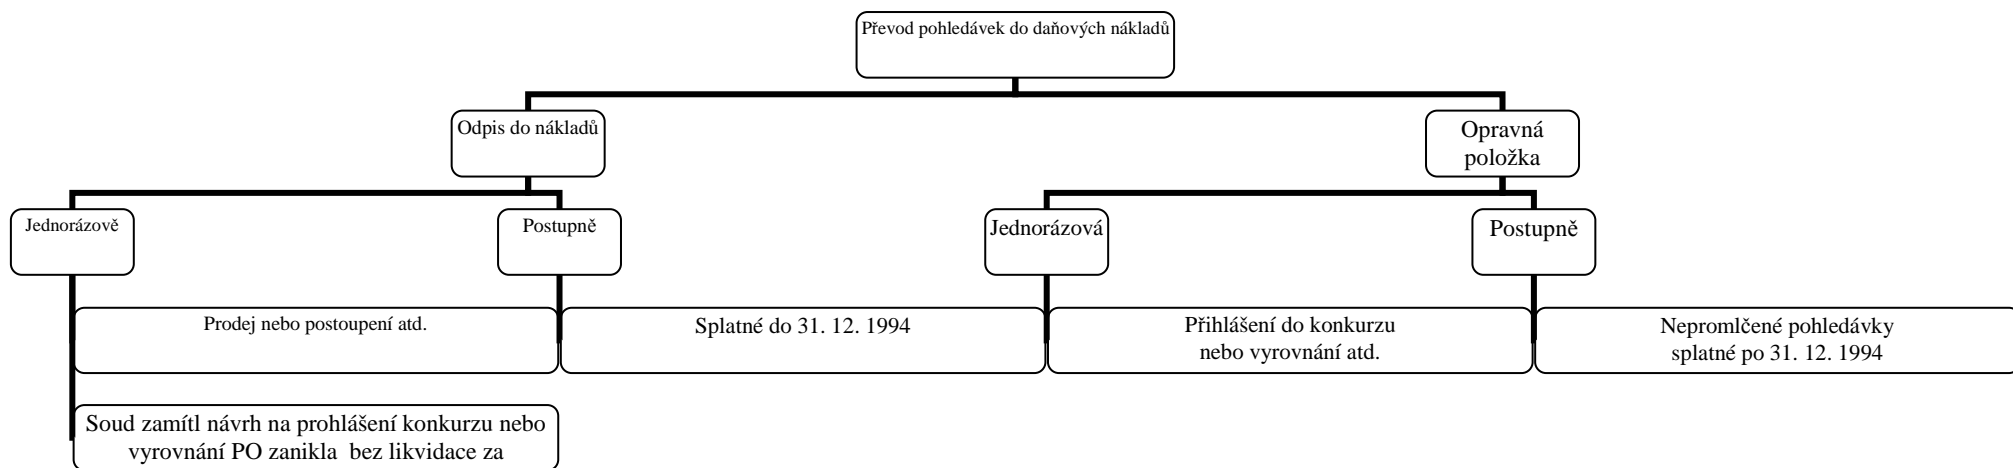 Převod pohledávek do daňových nákladů
Odpis do nákladů
Opravná
položka
Jednorázově
Postupně
Jednorázová
Postupně
Prodej nebo postoupení atd.
Splatné do 31. 12. 1994
Přihlášení do konkurzu
nebo vyrovnání atd.
Nepromlčené pohledávky
splatné po 31. 12. 1994
Soud zamítl návrh na prohlášení konkurzu nebo
vyrovnání PO zanikla bez likvidace za